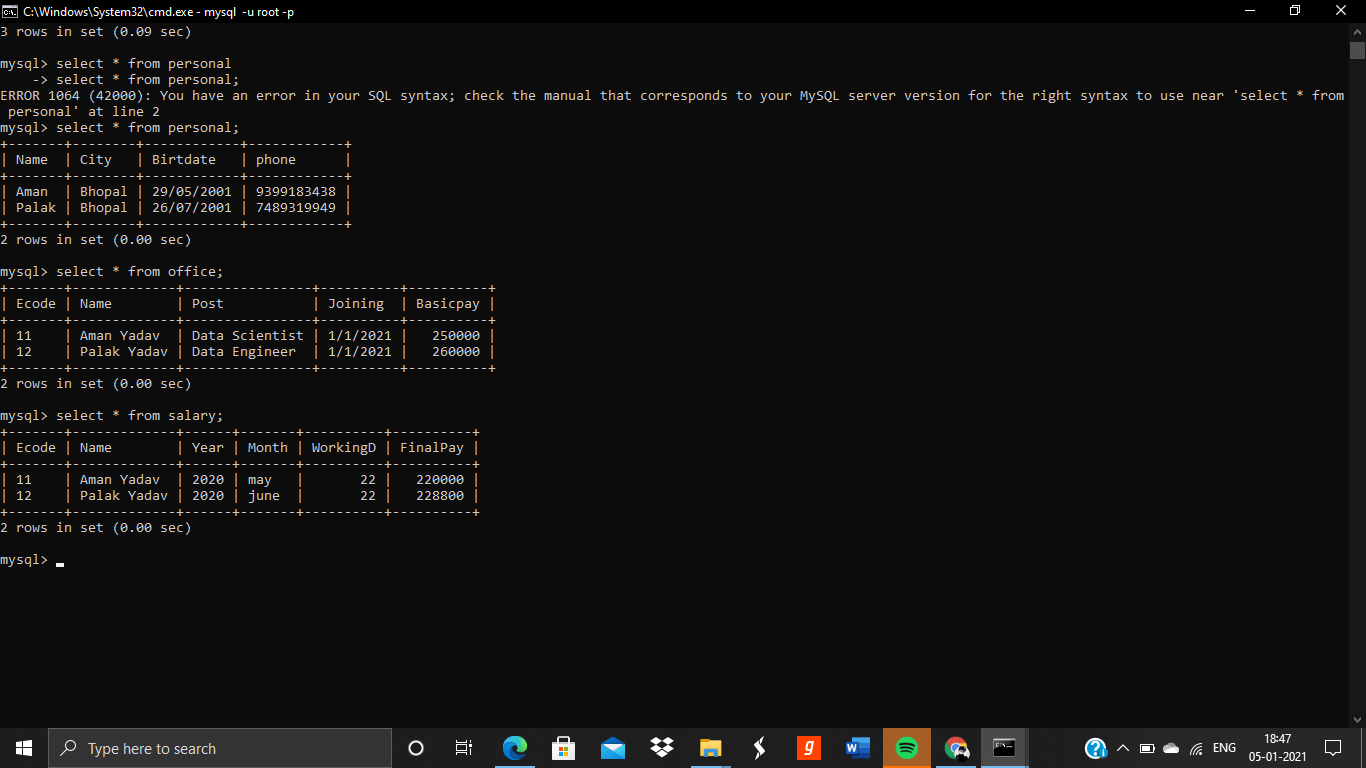 C:\Windows\System32\cmd.exe - mysql  -u root -p
3 rows in set (0.09 sec)

mysql> select * from personal
    -> select * from personal;
ERROR 1064 (42000): You have an error in your SQL syntax; check the manual that corresponds to your MySQL server version for the right syntax to use near 'select * from
 personal' at line 2
mysql> select * from personal;
+-------+--------+------------+------------+
| Name  | City   | Birtdate   | phone      |
+-------+--------+------------+------------+
| Aman  | Bhopal | 29/05/2001 | 9399183438 |
| Palak | Bhopal | 26/07/2001 | 7489319949 |
+-------+--------+------------+------------+
2 rows in set (0.00 sec)

mysql> select * from office;
+-------+-------------+----------------+----------+----------+
| Ecode | Name        | Post           | Joining  | Basicpay |
+-------+-------------+----------------+----------+----------+
| 11    | Aman Yadav  | Data Scientist | 1/1/2021 |   250000 |
| 12    | Palak Yadav | Data Engineer  | 1/1/2021 |   260000 |
+-------+-------------+----------------+----------+----------+
2 rows in set (0.00 sec)

mysql> select * from salary;
+-------+-------------+------+-------+----------+----------+
| Ecode | Name        | Year | Month | WorkingD | FinalPay |
+-------+-------------+------+-------+----------+----------+
| 11    | Aman Yadav  | 2020 | may   |       22 |   220000 |
| 12    | Palak Yadav | 2020 | june  |       22 |   228800 |
+-------+-------------+------+-------+----------+----------+
2 rows in set (0.00 sec)

mysql>
Type here to search
ENG
18:47
05-01-2021